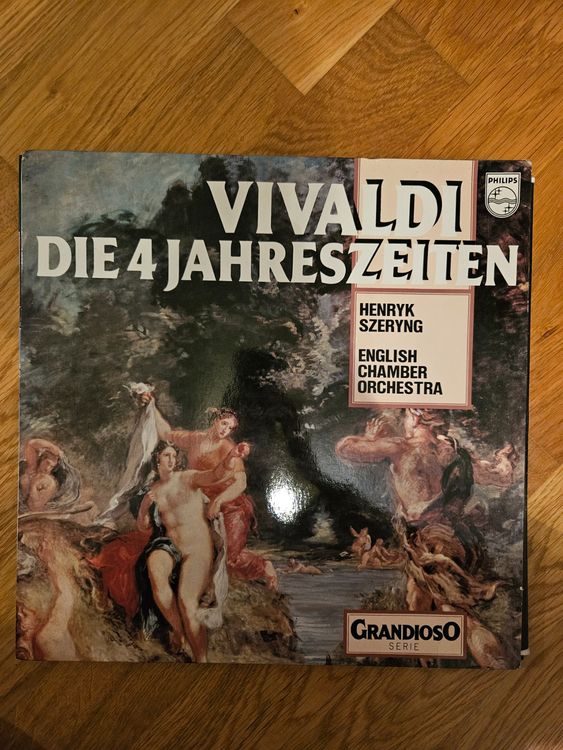 PHILIPS
VIVALDI
DIE 4 JAHRESZEITEN
HENRYK
SZERYNG
ENGLISH
CHAMBER
ORCHESTRA
GRANDIOSO
SERIE